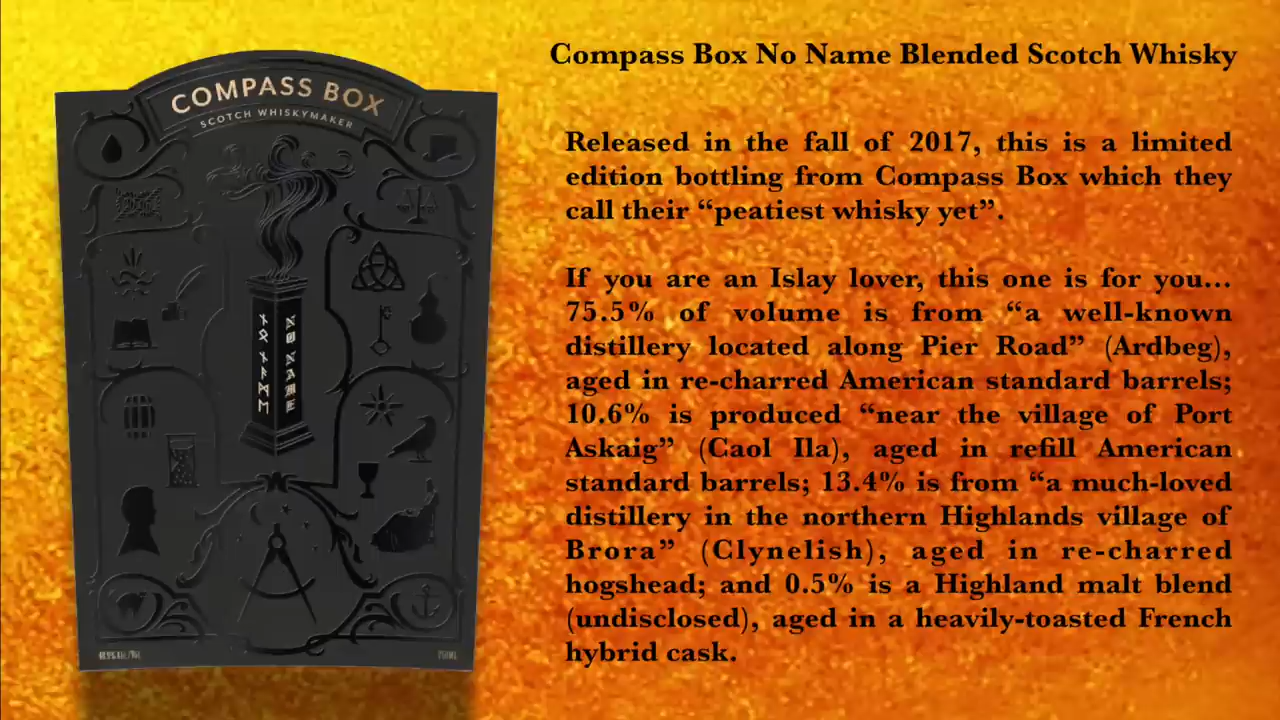 COMPASS BOX
SCOTCH WHISKYMAKER
NO NAME
Compass Box No Name Blended Scotch Whisky
Released in the fall of 2017, this is a limited
edition bottling from Compass Box which they
call their “peatiest whisky yet”.
If you are an Islay lover, this one is for you...
75.5% of volume is from “a well-known
distillery located along Pier Road” (Ardbeg),
aged in re-charred American standard barrels;
10.6% is produced “near the village of Port
Askaig” (Caol Ila), aged in refill American
standard barrels; 13.4% is from “a much-loved
distillery in the northern Highlands village of
Brora” (Clynelish), aged in re-charred
hogshead; and 0.5% is a Highland malt blend
(undisclosed), aged in a heavily-toasted French
hybrid cask.